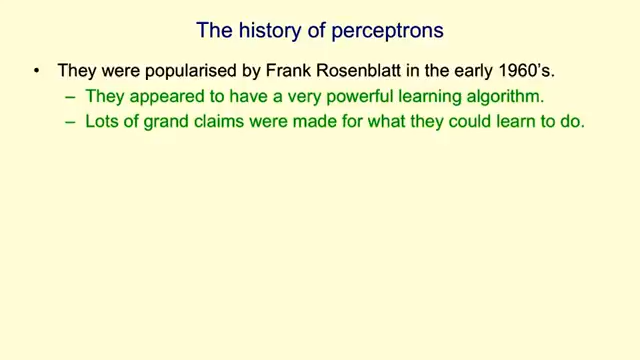 The history of perceptrons
• They were popularised by Frank Rosenblatt in the early 1960’s.
– They appeared to have a very powerful learning algorithm.
– Lots of grand claims were made for what they could learn to do.